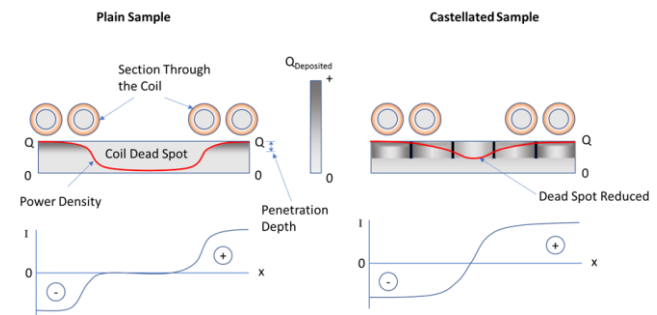 Plain Sample
Castellated Sample
Section Through
the Coil
QDeposited
+
0
Q
Coil Dead Spot
Q
0
0
Power Density
Penetration
Depth
Q
Q
0
0
Dead Spot Reduced
I
0
-
+
x
I
0
-
+
x